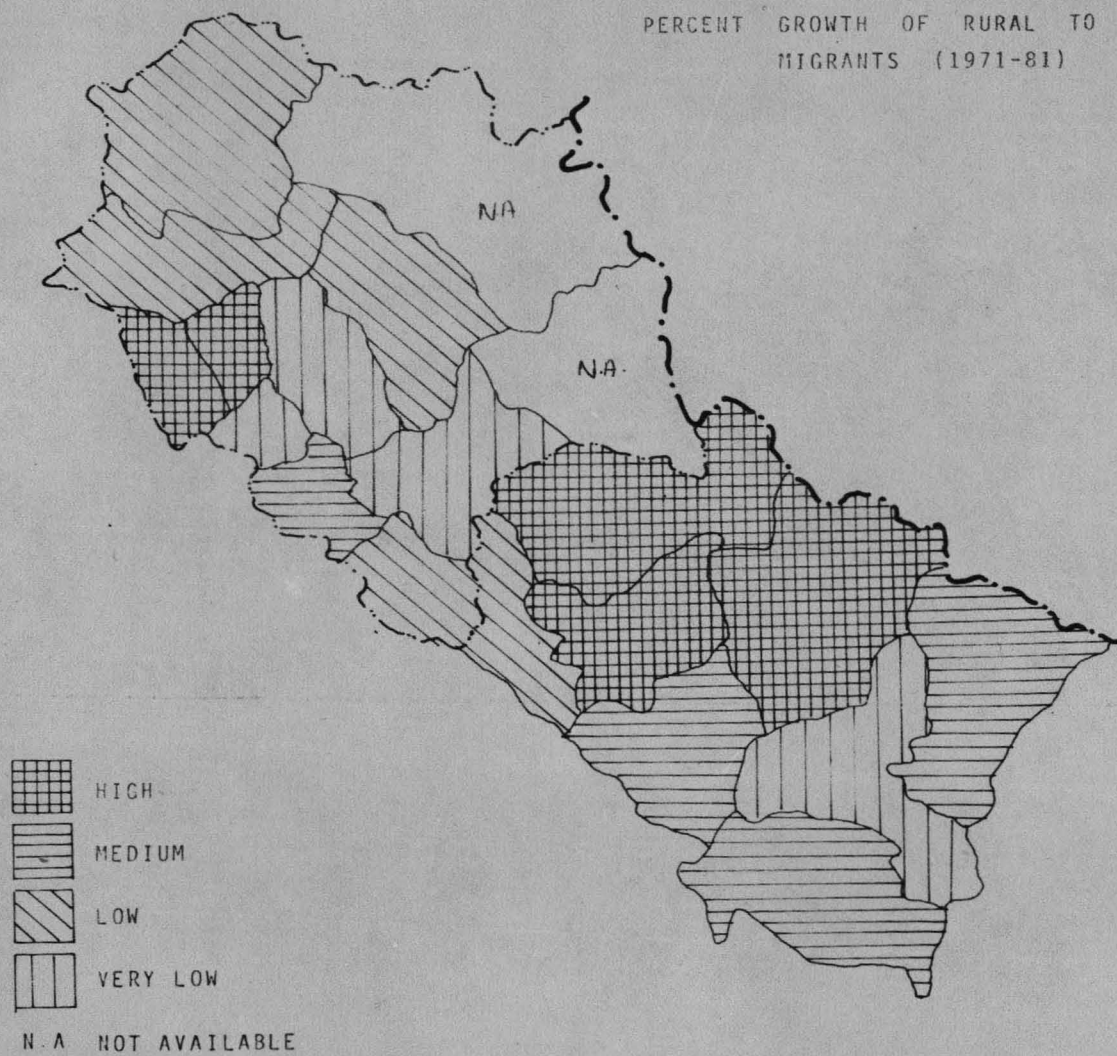 PERCENT GROWTH OF RURAL TO
MIGRANTS (1971-81)
NA
N.A.
HIGH
MEDIUM
LOW
VERY LOW
N.A NOT AVAILABLE